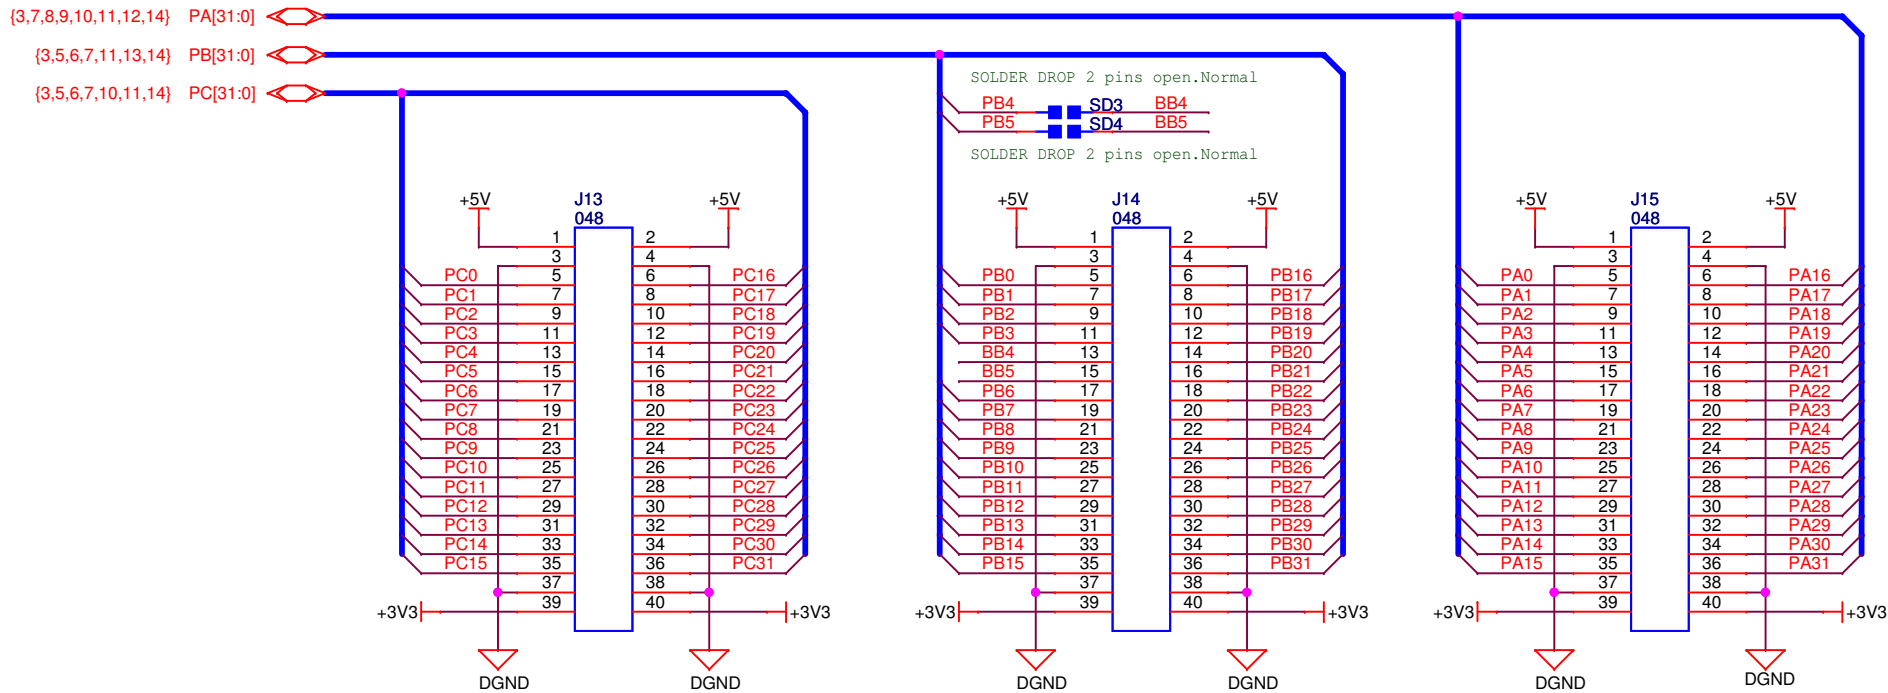 {3,7,8,9,10,11,12,14} PA[31:0]
{3,5,6,7,11,13,14} PB[31:0]
{3,5,6,7,10,11,14} PC[31:0]
SOLDER DROP 2 pins open.Normal
PB4 SD3 BB4
PB5 SD4 BB5
SOLDER DROP 2 pins open.Normal
J13
048
+5V +5V
1 2
3 4
PC0 5 6 PC16
PC1 7 8 PC17
PC2 9 10 PC18
PC3 11 12 PC19
PC4 13 14 PC20
PC5 15 16 PC21
PC6 17 18 PC22
PC7 19 20 PC23
PC8 21 22 PC24
PC9 23 24 PC25
PC10 25 26 PC26
PC11 27 28 PC27
PC12 29 30 PC28
PC13 31 32 PC29
PC14 33 34 PC30
PC15 35 36 PC31
37 38
+3V3 39 40 +3V3
DGND DGND
J14
048
+5V +5V
1 2
3 4
PB0 5 6 PB16
PB1 7 8 PB17
PB2 9 10 PB18
PB3 11 12 PB19
BB4 13 14 PB20
BB5 15 16 PB21
PB6 17 18 PB22
PB7 19 20 PB23
PB8 21 22 PB24
PB9 23 24 PB25
PB10 25 26 PB26
PB11 27 28 PB27
PB12 29 30 PB28
PB13 31 32 PB29
PB14 33 34 PB30
PB15 35 36 PB31
37 38
+3V3 39 40 +3V3
DGND DGND
J15
048
+5V +5V
1 2
3 4
PA0 5 6 PA16
PA1 7 8 PA17
PA2 9 10 PA18
PA3 11 12 PA19
PA4 13 14 PA20
PA5 15 16 PA21
PA6 17 18 PA22
PA7 19 20 PA23
PA8 21 22 PA24
PA9 23 24 PA25
PA10 25 26 PA26
PA11 27 28 PA27
PA12 29 30 PA28
PA13 31 32 PA29
PA14 33 34 PA30
PA15 35 36 PA31
37 38
+3V3 39 40 +3V3
DGND DGND